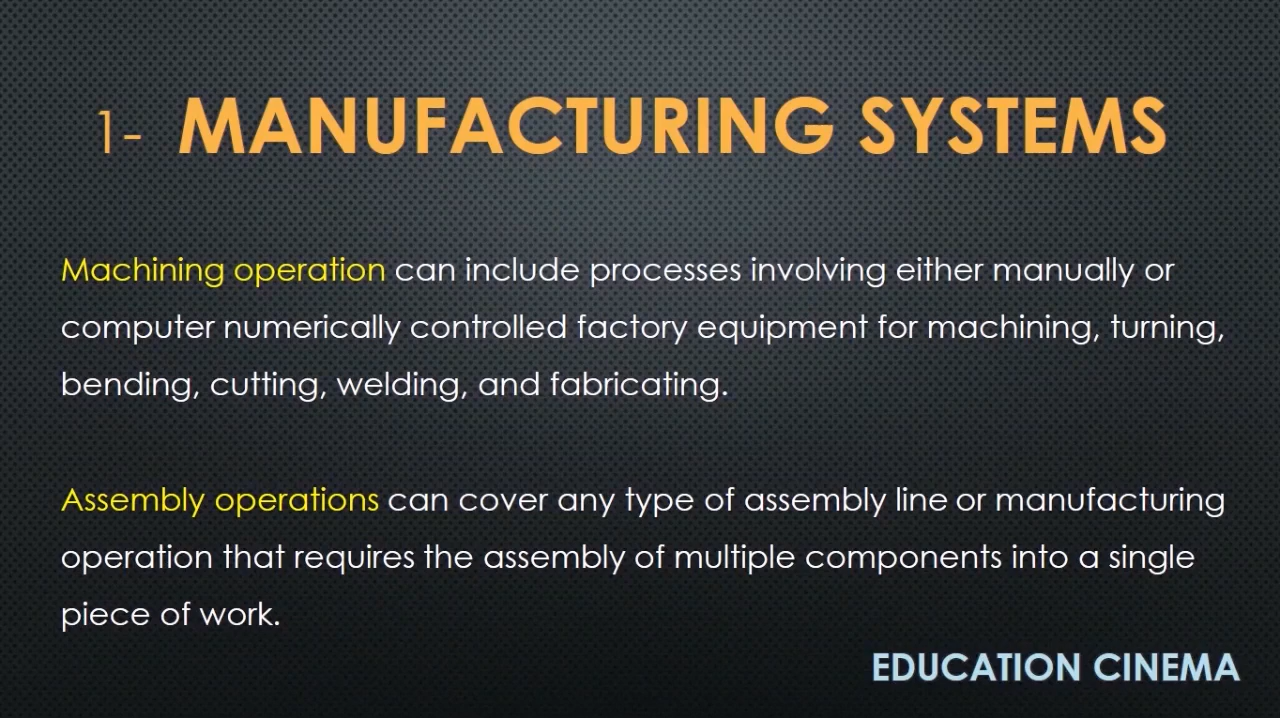 1- MANUFACTURING SYSTEMS
Machining operation can include processes involving either manually or
computer numerically controlled factory equipment for machining, turning,
bending, cutting, welding, and fabricating.
Assembly operations can cover any type of assembly line or manufacturing
operation that requires the assembly of multiple components into a single
piece of work.
EDUCATION CINEMA